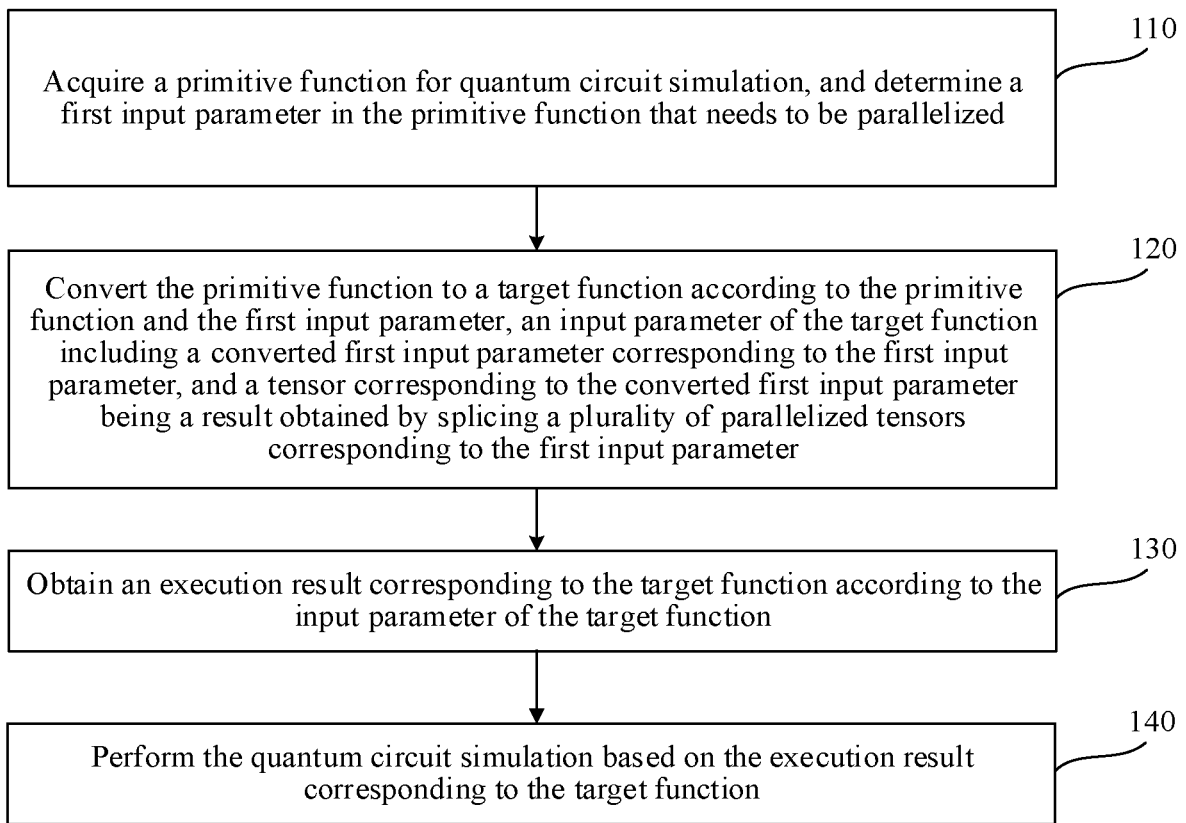 110
Acquire a primitive function for quantum circuit simulation, and determine a
first input parameter in the primitive function that needs to be parallelized
120
Convert the primitive function to a target function according to the primitive
function and the first input parameter, an input parameter of the target function
including a converted first input parameter corresponding to the first input
parameter, and a tensor corresponding to the converted first input parameter
being a result obtained by splicing a plurality of parallelized tensors
corresponding to the first input parameter
130
Obtain an execution result corresponding to the target function according to the
input parameter of the target function
140
Perform the quantum circuit simulation based on the execution result
corresponding to the target function